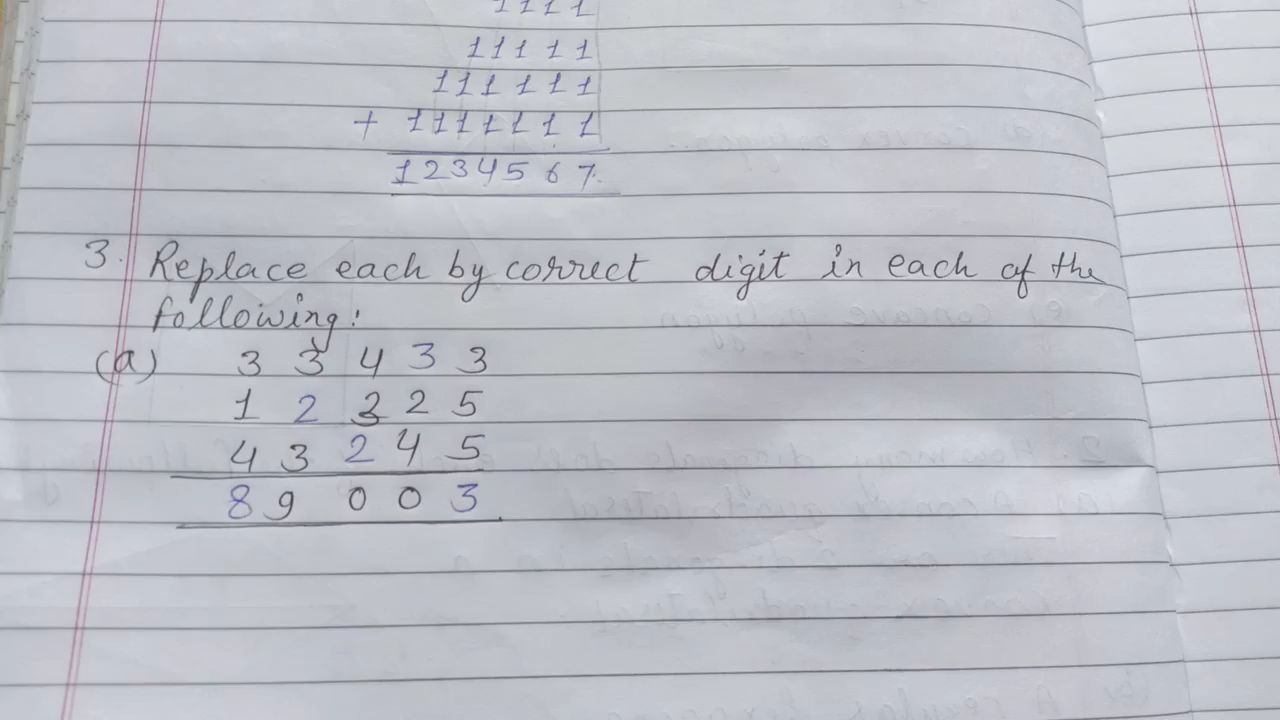 1111
11111
111111
+ 1111111
1234567
3. Replace each by correct digit in each of the
following:
(a) 3 3 4 3 3
1 2 3 2 5
4 3 2 4 5
8 9 0 0 3